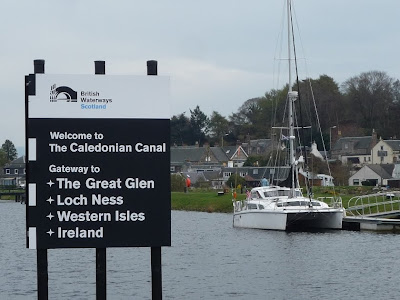 British
Waterways
Scotland
Welcome to
The Caledonian Canal
Gateway to
The Great Glen
Loch Ness
Western Isles
Ireland